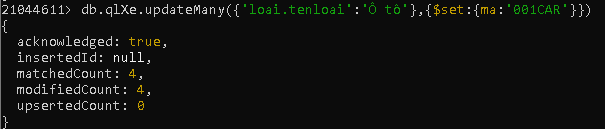 21044611> db.qlXe.updateMany({'loai.tenloai':'Ô tô'},{$set:{ma:'001CAR'}})
{
  acknowledged: true,
  insertedId: null,
  matchedCount: 4,
  modifiedCount: 4,
  upsertedCount: 0
}